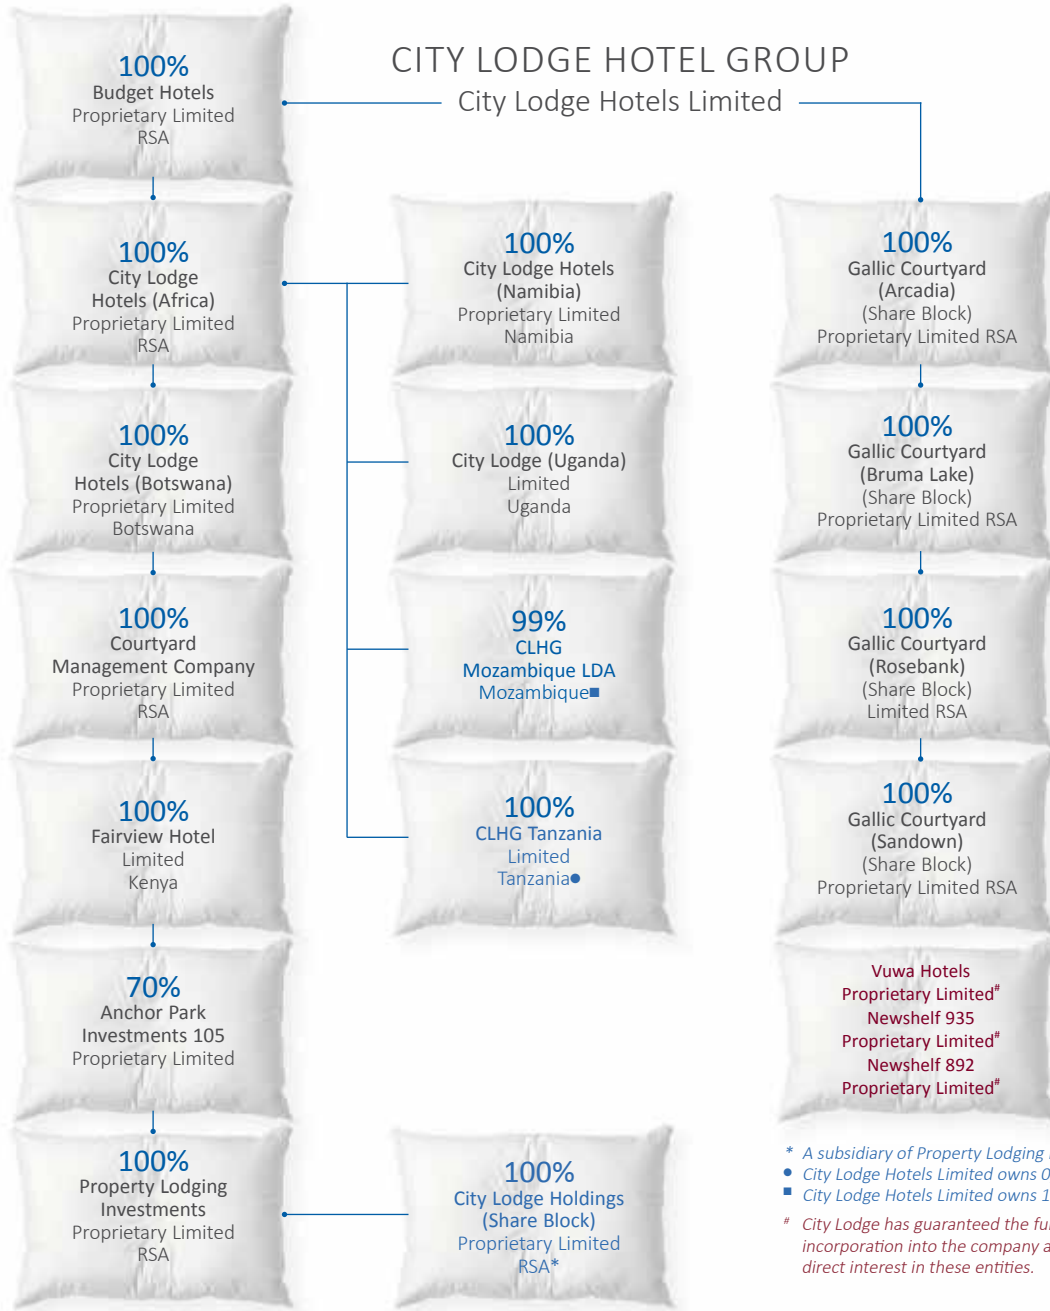 CITY LODGE HOTEL GROUP
City Lodge Hotels Limited
100%
Budget Hotels
Proprietary Limited
RSA
100%
City Lodge
Hotels (Africa)
Proprietary Limited
RSA
100%
City Lodge
Hotels (Botswana)
Proprietary Limited
Botswana
100%
Courtyard
Management Company
Proprietary Limited
RSA
100%
Fairview Hotel
Limited
Kenya
70%
Anchor Park
Investments 105
Proprietary Limited
100%
Property Lodging
Investments
Proprietary Limited
RSA
100%
City Lodge Hotels
(Namibia)
Proprietary Limited
Namibia
100%
City Lodge (Uganda)
Limited
Uganda
99%
CLHG
Mozambique LDA
Mozambique■
100%
CLHG Tanzania
Limited
Tanzania●
100%
City Lodge Holdings
(Share Block)
Proprietary Limited
RSA*
100%
Gallic Courtyard
(Arcadia)
(Share Block)
Proprietary Limited RSA
100%
Gallic Courtyard
(Bruma Lake)
(Share Block)
Proprietary Limited RSA
100%
Gallic Courtyard
(Rosebank)
(Share Block)
Limited RSA
100%
Gallic Courtyard
(Sandown)
(Share Block)
Proprietary Limited RSA
Vuwa Hotels
Proprietary Limited#
Newshelf 935
Proprietary Limited#
Newshelf 892
Proprietary Limited#
* A subsidiary of Property Lodging
● City Lodge Hotels Limited owns 0
■ City Lodge Hotels Limited owns 1
# City Lodge has guaranteed the fu
incorporation into the company a
direct interest in these entities.